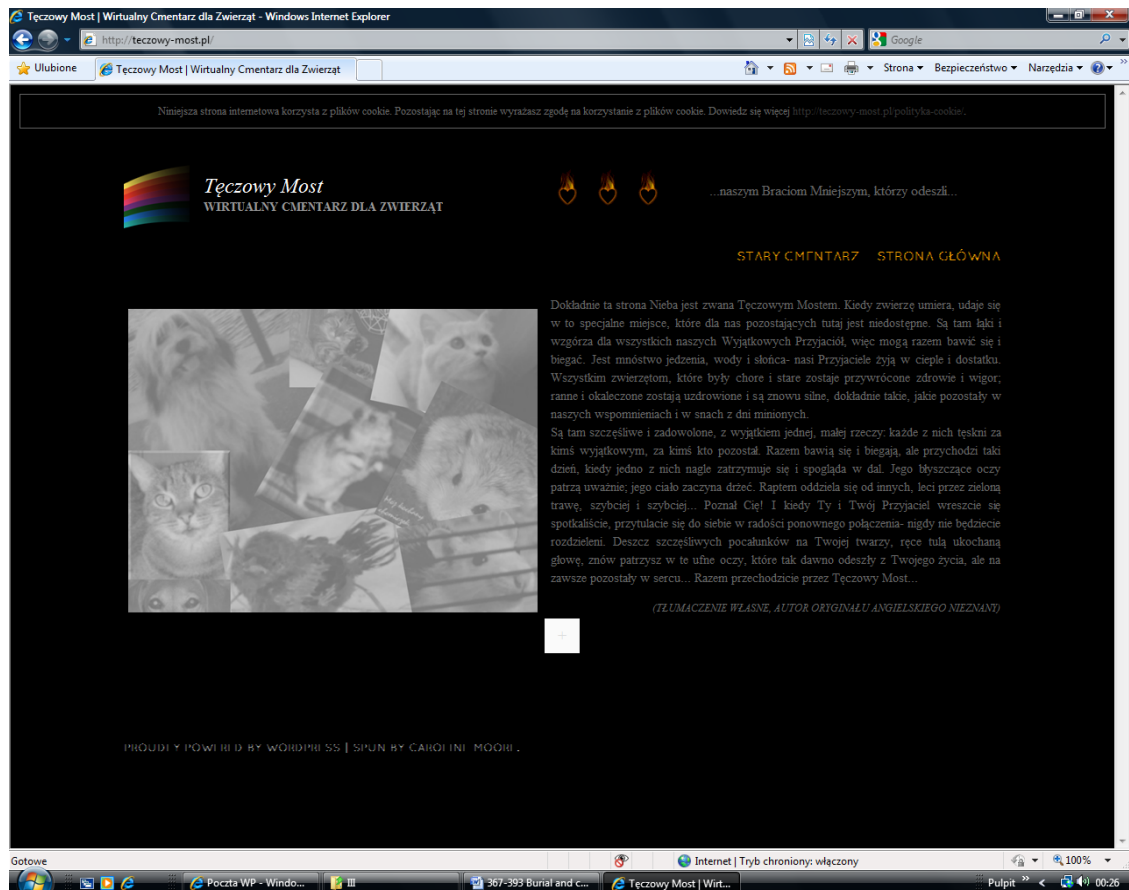 Tęczowy Most | Wirtualny Cmentarz dla Zwierząt - Windows Internet Explorer
http://teczowy-most.pl/
Google
Ulubione
Tęczowy Most | Wirtualny Cmentarz dla Zwierząt
Strona
Bezpieczeństwo
Narzędzia
Niniejsza strona internetowa korzysta z plików cookie. Pozostając na tej stronie wyrażasz zgodę na korzystanie z plików cookie. Dowiedz się więcej http://teczowy-most.pl/polityka-cookie/.
Tęczowy Most
WIRTUALNY CMENTARZ DLA ZWIERZĄT
...naszym Braciom Mniejszym, którzy odeszli...
STARY CMENTARZ STRONA GŁÓWNA
Dokładnie ta strona Nieba jest zwana Tęczowym Mostem. Kiedy zwierzę umiera, udaje się
w to specjalne miejsce, które dla nas pozostających tutaj jest niedostępne. Są tam łąki i
wzgórza dla wszystkich naszych Wyjątkowych Przyjaciół, więc mogą razem bawić się i
biegać. Jest mnóstwo jedzenia, wody i słońca- nasi Przyjaciele żyją w cieple i dostatku.
Wszystkim zwierzętom, które były chore i stare zostaje przywrócone zdrowie i wigor;
ranne i okaleczone zostają uzdrowione i są znowu silne, dokładnie takie, jakie pozostały w
naszych wspomnieniach i w snach z dni minionych.
Są tam szczęśliwe i zadowolone, z wyjątkiem jednej, małej rzeczy: każde z nich tęskni za
kimś wyjątkowym, za kimś kto pozostał. Razem bawią się i biegają, ale przychodzi taki
dzień, kiedy jedno z nich nagle zatrzymuje się i spogląda w dal. Jego błyszczące oczy
patrzą uważnie; jego ciało zaczyna drżeć. Raptem oddziela się od innych, leci przez zieloną
trawę, szybciej i szybciej... Poznał Cię! I kiedy Ty i Twój Przyjaciel wreszcie się
spotkaliście, przytulacie się do siebie w radości ponownego połączenia- nigdy nie będziecie
rozdzieleni. Deszcz szczęśliwych pocałunków na Twojej twarzy, ręce tulą ukochaną
głowę, znów patrzysz w te ufne oczy, które tak dawno odeszły z Twojego życia, ale na
zawsze pozostały w sercu... Razem przechodzicie przez Tęczowy Most...
(TŁUMACZENIE WŁASNE, AUTOR ORYGINAŁU ANGIELSKIEGO NIEZNANY)
+
PROUDLY POWERED BY WORDPRESS | SPUN BY CAROLINE MOORE.
Gotowe
Internet | Tryb chroniony: włączony
100%
Poczta WP - Windo...
III
367-393 Burial and c...
Tęczowy Most | Wirt...
Pulpit
00:26